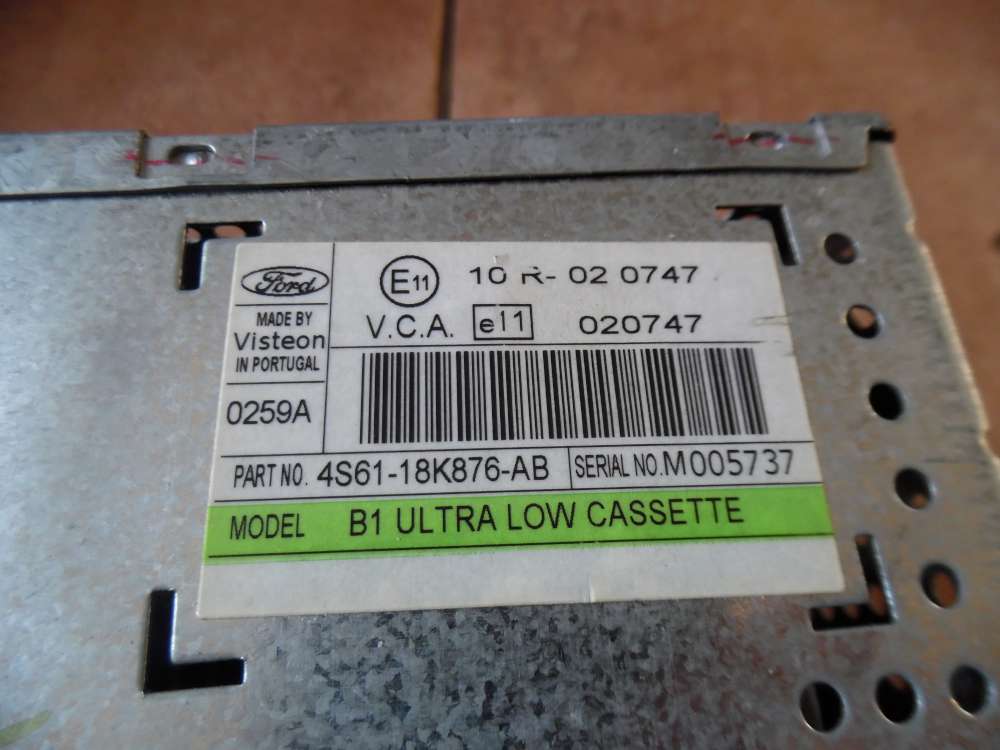 Ford
MADE BY
Visteon
IN PORTUGAL
0259A
E11 10 R- 02 0747
V.C.A. e11 020747
PART NO. 4S61-18K876-AB SERIAL NO. M005737
MODEL B1 ULTRA LOW CASSETTE